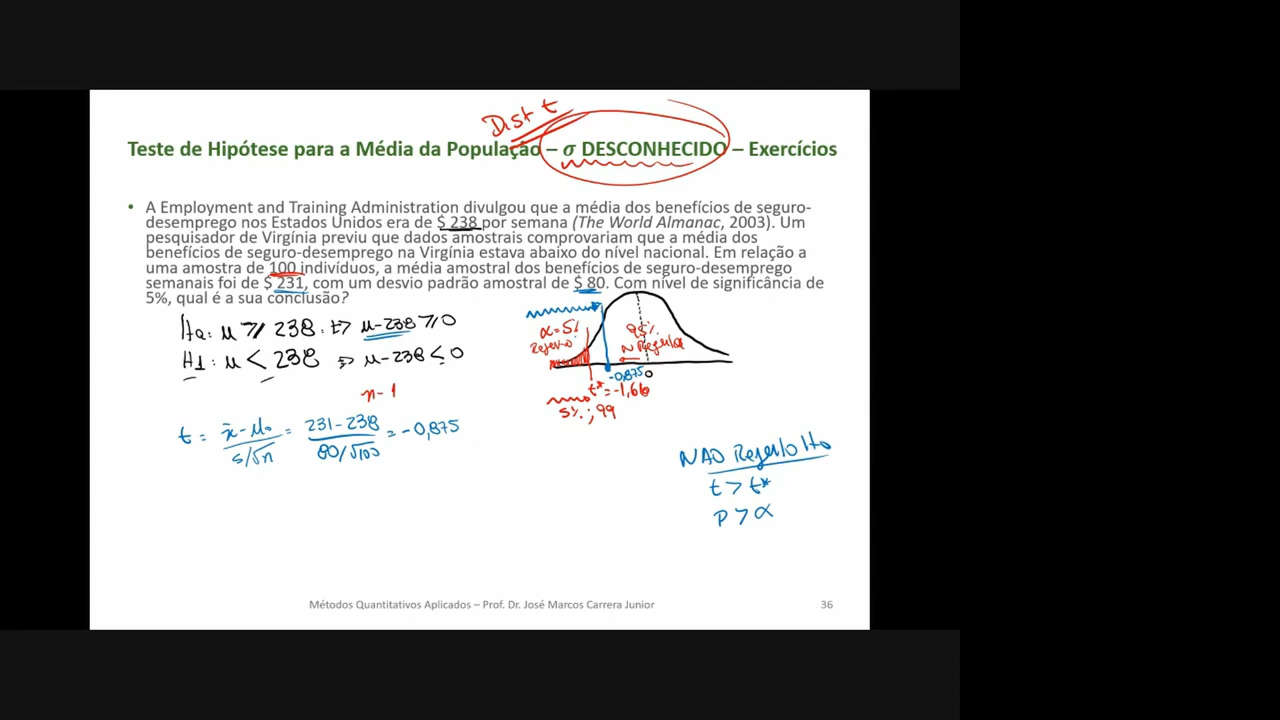 Dist t
Teste de Hipótese para a Média da População – σ DESCONHECIDO – Exercícios
• A Employment and Training Administration divulgou que a média dos benefícios de seguro-
desemprego nos Estados Unidos era de $ 238 por semana (The World Almanac, 2003). Um
pesquisador de Virgínia previu que dados amostrais comprovariam que a média dos
benefícios de seguro-desemprego na Virgínia estava abaixo do nível nacional. Em relação a
uma amostra de 100 indivíduos, a média amostral dos benefícios de seguro-desemprego
semanais foi de $ 231, com um desvio padrão amostral de $ 80. Com nível de significância de
5%, qual é a sua conclusão?
H0: μ ≥ 238 ⇒ μ-238 ≥ 0
H1: μ < 238 ⇒ μ-238 ≤ 0
n-1
t = x̄-μ0 / s/√n = 231-238 / 80/√100 = -0,875
α=5%
Rejeito
95%
N Rejeitar
-0,875 0
t*=-1,66
5%; 99
NÃO Rejeito H0
t > t*
P > α
Métodos Quantitativos Aplicados – Prof. Dr. José Marcos Carrera Junior
36